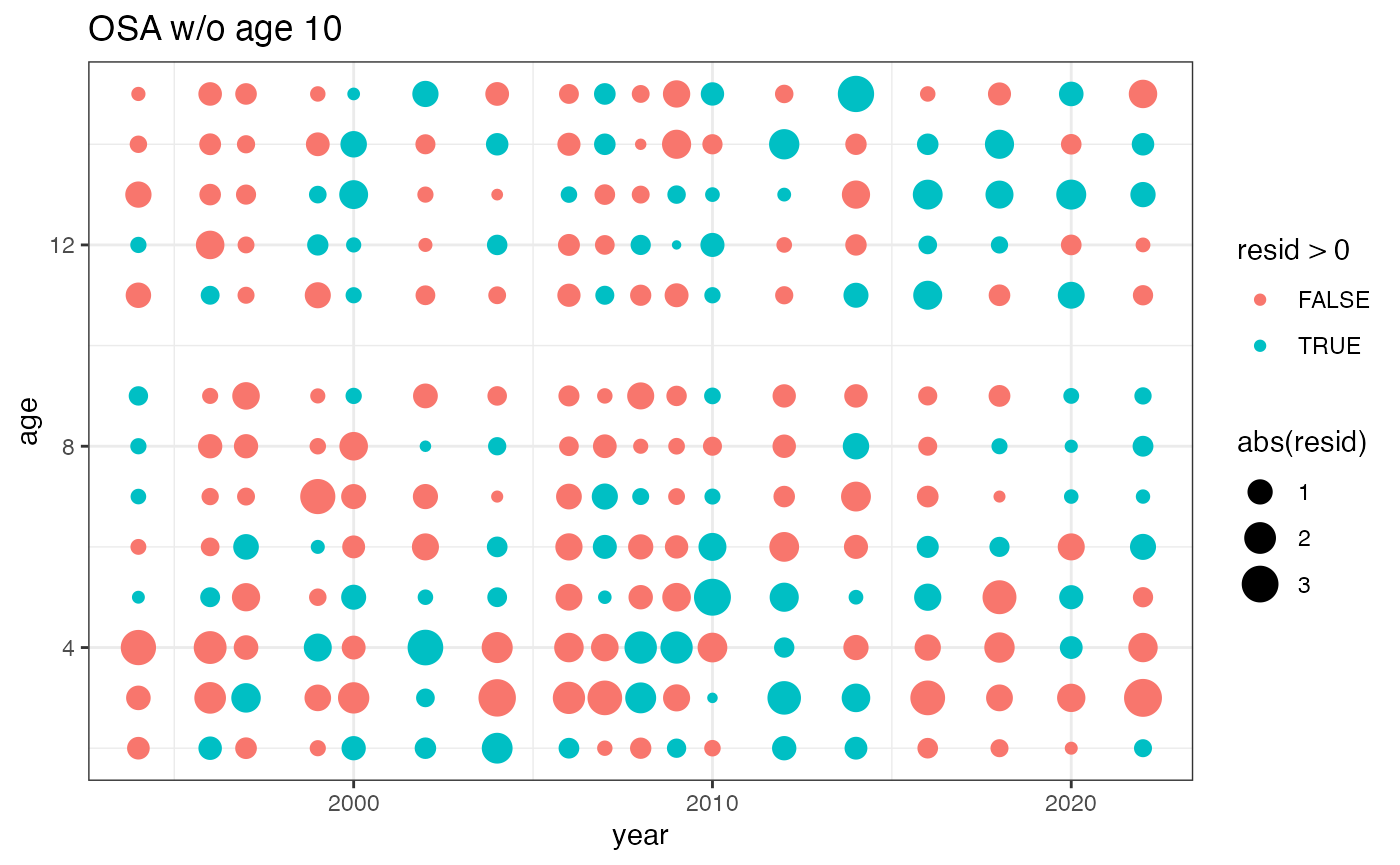 OSA w/o age 10
age
12
8
4
2000
2010
2020
year
resid > 0
FALSE
TRUE
abs(resid)
1
2
3